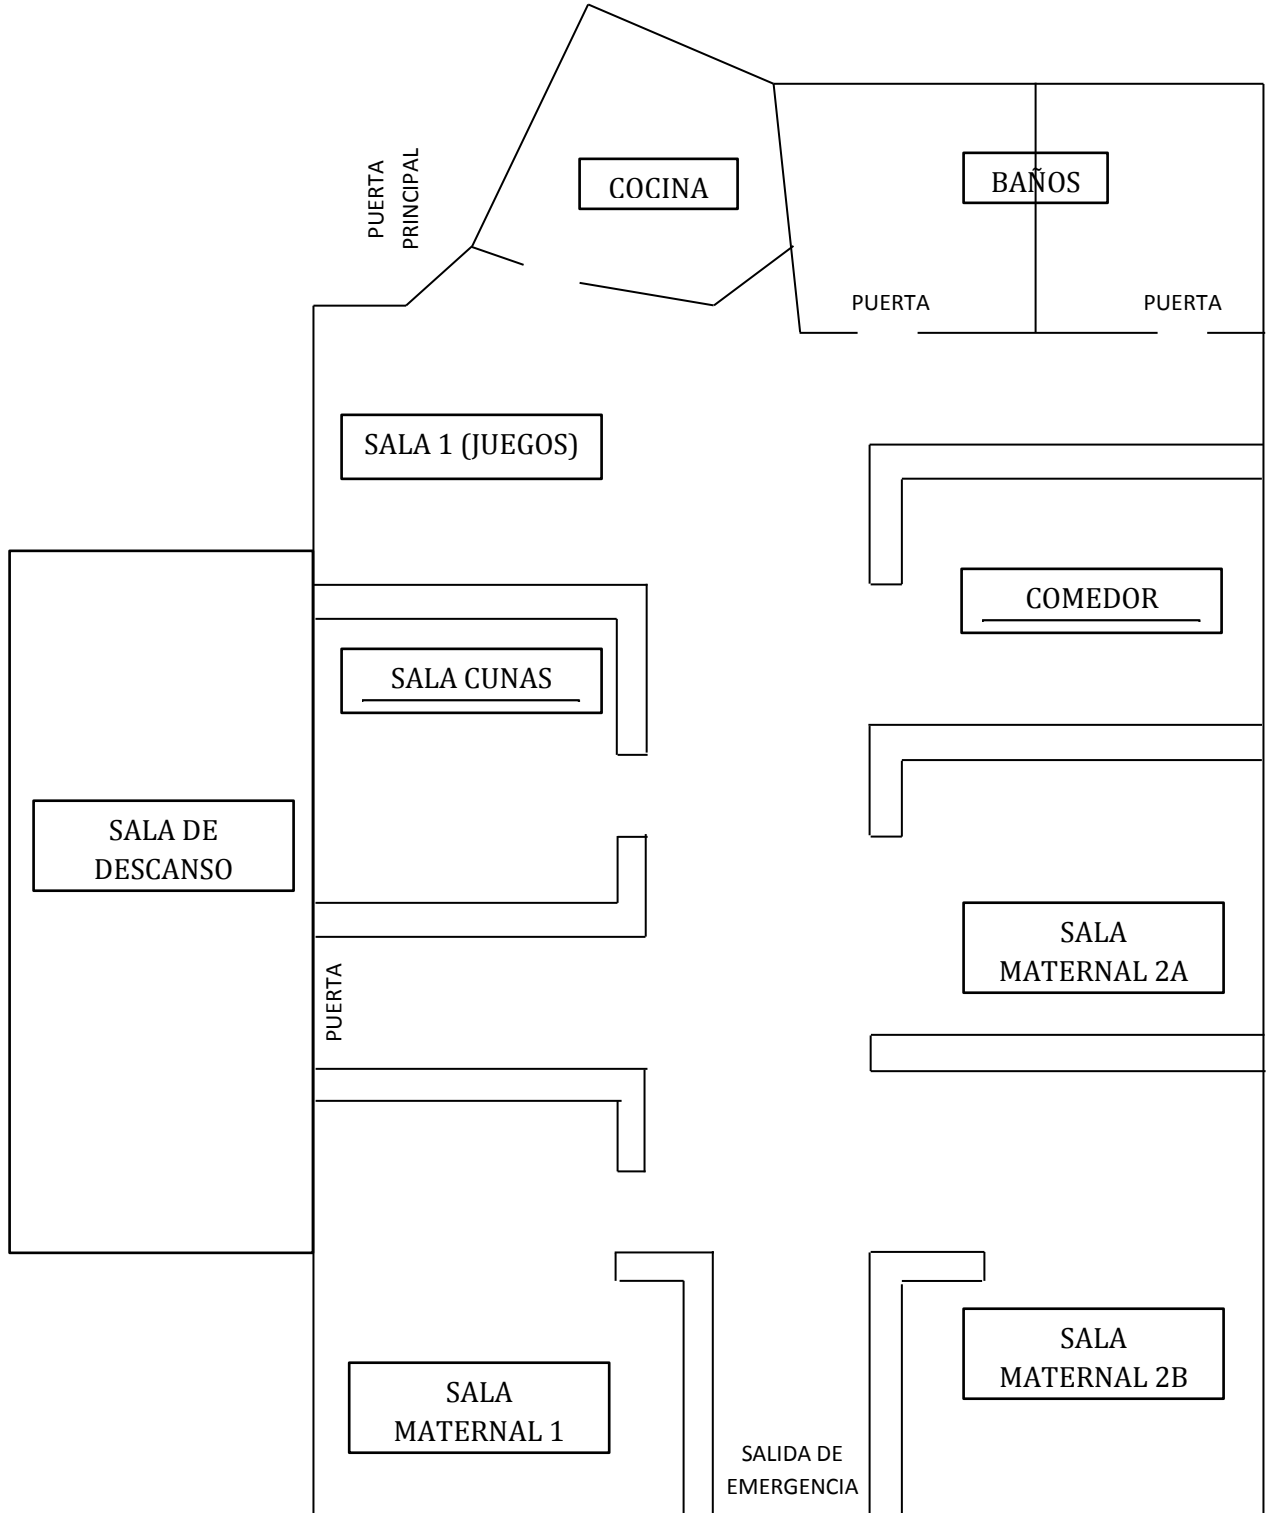 PUERTA
PRINCIPAL
COCINA
BAÑOS
PUERTA
PUERTA
SALA 1 (JUEGOS)
COMEDOR
SALA CUNAS
SALA DE
DESCANSO
SALA
MATERNAL 2A
PUERTA
SALA
MATERNAL 2B
SALA
MATERNAL 1
SALIDA DE
EMERGENCIA